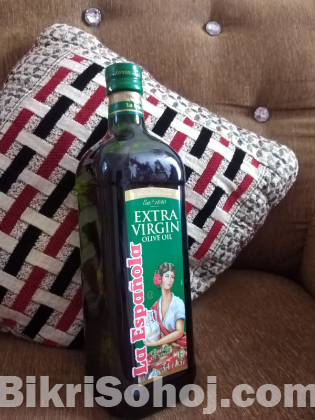 Est. 1840
EXTRA
VIRGIN
OLIVE OIL
La Española
BikriSohoj.com